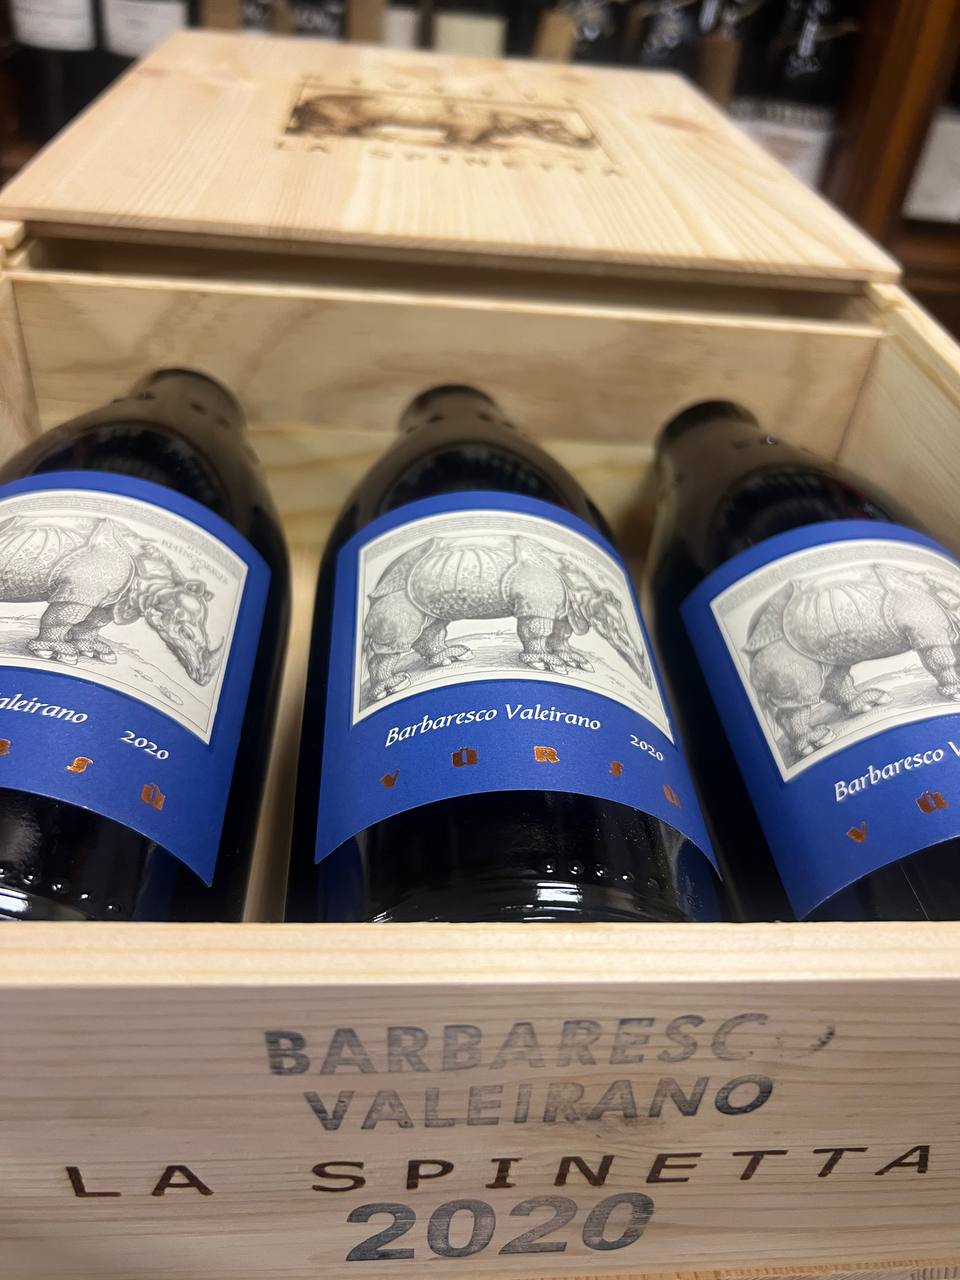 LA SPINETTA
Valeirano
2020
R S Ù
Barbaresco Valeirano
2020
V Ù R S Ù
Barbaresco V
V Ù
BARBARESCO
VALEIRANO
LA SPINETTA
2020